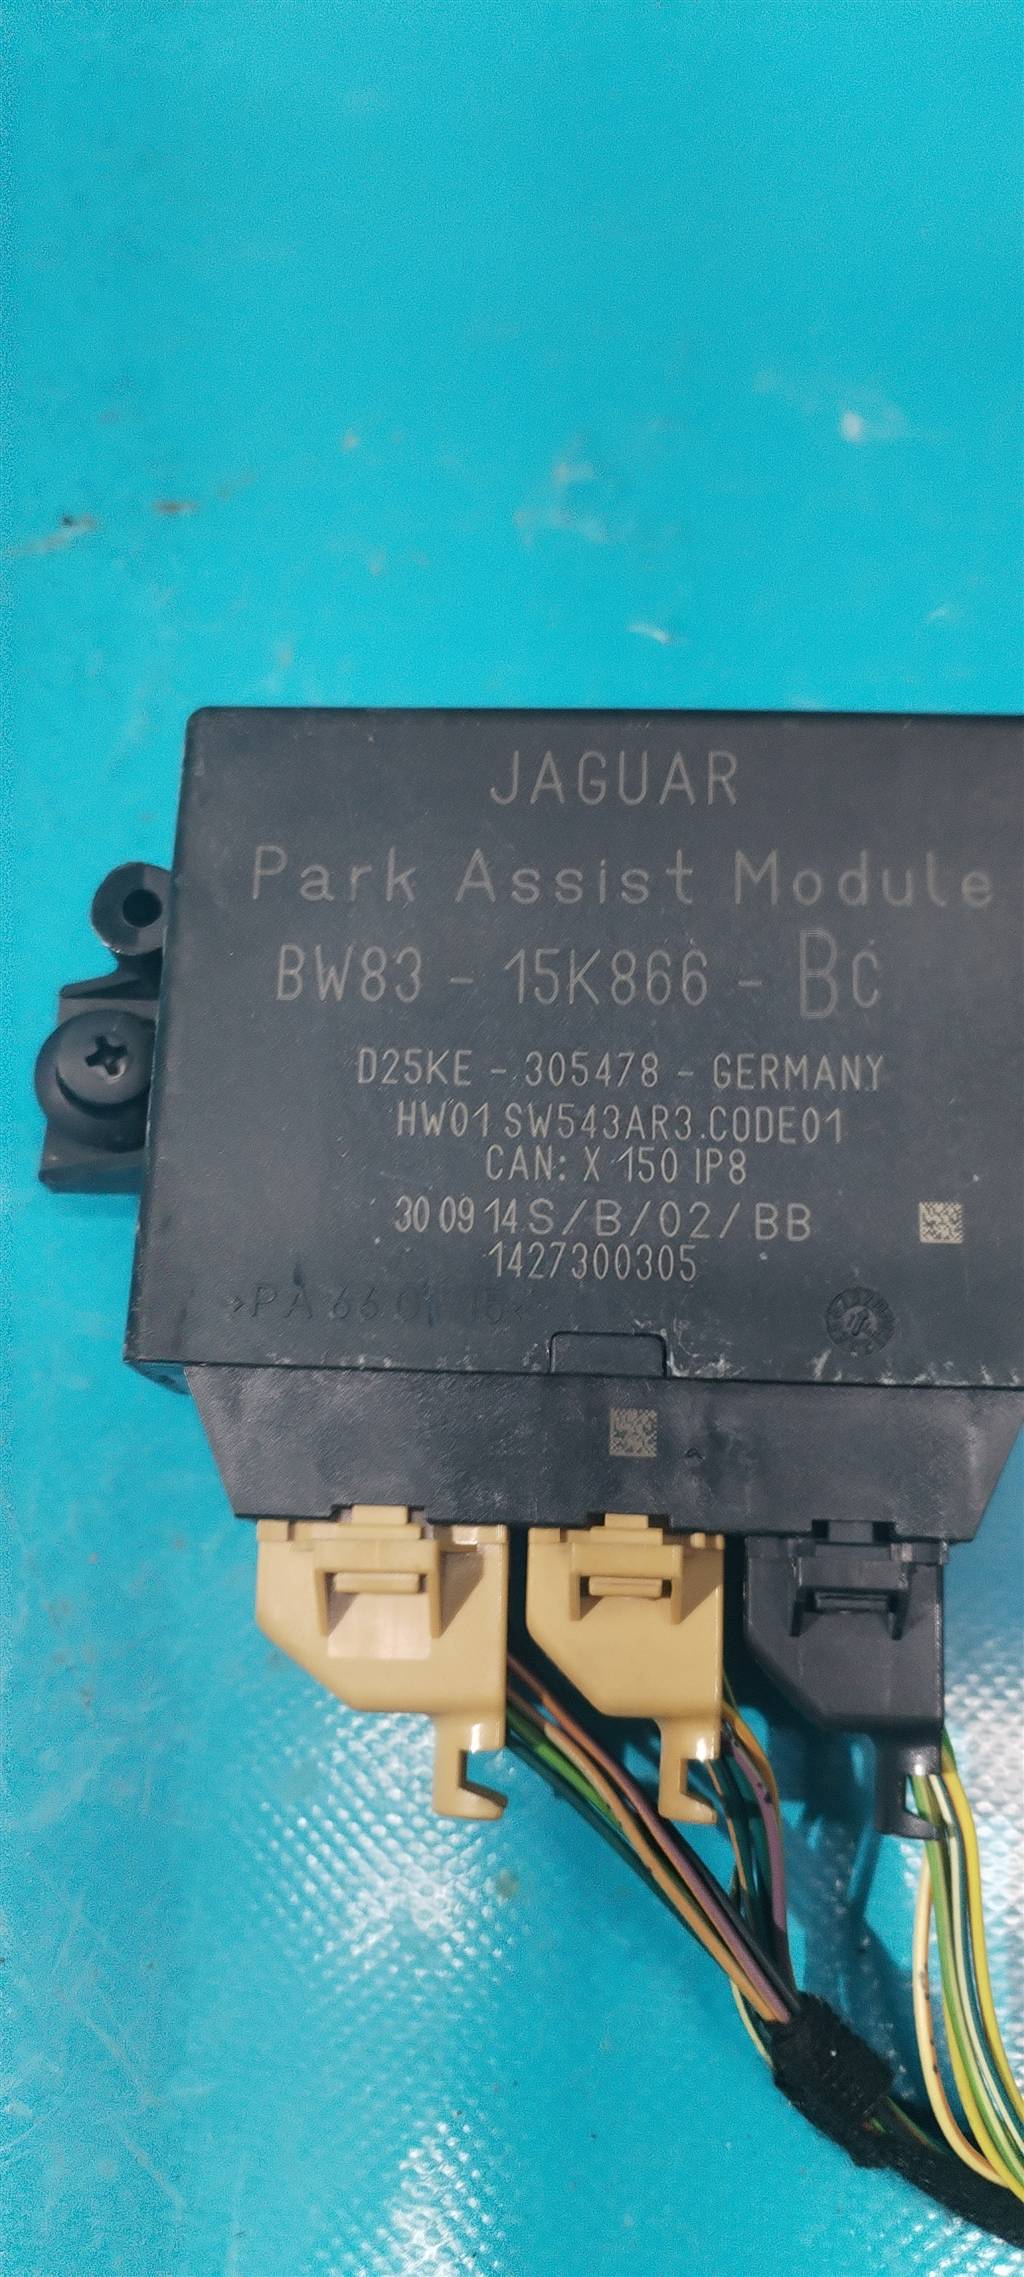 JAGUAR
Park Assist Module
BW83 - 15K866 - BC
D25KE - 305478 - GERMANY
HW01 SW543AR3.CODE01
CAN: X 150 IP8
30 09 14 S/B/02/BB
1427300305
>PA66